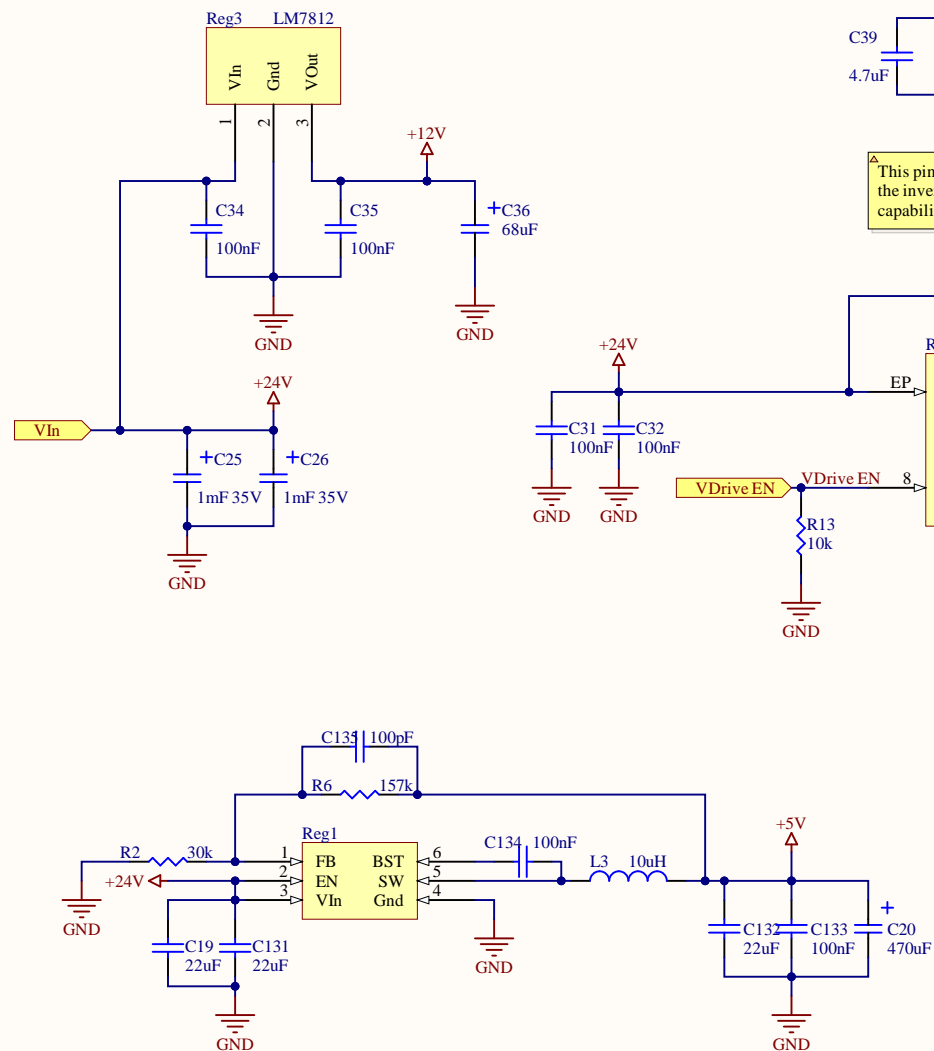 Reg3 LM7812
VIn
Gnd
VOut
1
2
3
+12V
C34
100nF
C35
100nF
C36
68uF
GND
GND
C39
4.7uF
This pin
the inve
capabili
+24V
VIn
C25
1mF 35V
C26
1mF 35V
GND
+24V
C31
100nF
C32
100nF
GND
GND
R
EP
VDrive EN
VDrive EN
8
R13
10k
GND
C135 100pF
R6 157k
Reg1
R2 30k
+24V
GND
1 FB
2 EN
3 VIn
BST 6
SW 5
Gnd 4
C134 100nF
L3 10uH
+5V
GND
C19
22uF
C131
22uF
GND
C132
22uF
C133
100nF
C20
470uF
GND